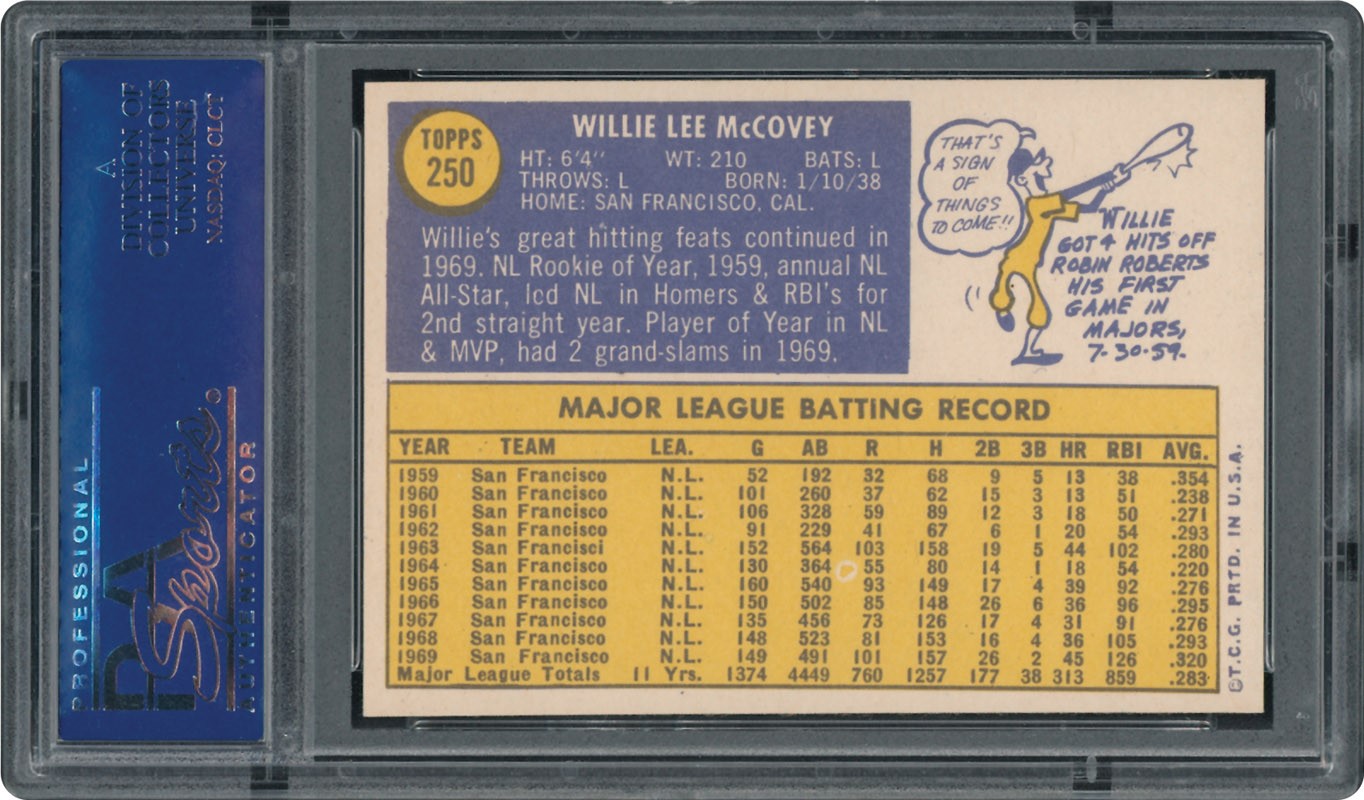 A
DIVISION OF
COLLECTORS
UNIVERSE
NASDAQ: CLCT
PROFESSIONAL
PSA
Sports
AUTHENTICATOR
TOPPS
250
WILLIE LEE McCOVEY
HT: 6'4" WT: 210 BATS: L
THROWS: L BORN: 1/10/38
HOME: SAN FRANCISCO, CAL.
Willie's great hitting feats continued in
1969. NL Rookie of Year, 1959, annual NL
All-Star, lcd NL in Homers & RBI's for
2nd straight year. Player of Year in NL
& MVP, had 2 grand-slams in 1969.
THAT'S
A SIGN
OF
THINGS
TO COME!!
WILLIE
GOT 4 HITS OFF
ROBIN ROBERTS
HIS FIRST
GAME IN
MAJORS,
7-30-59.
MAJOR LEAGUE BATTING RECORD
YEAR TEAM LEA. G AB R H 2B 3B HR RBI AVG.
1959 San Francisco N.L. 52 192 32 68 9 5 13 38 .354
1960 San Francisco N.L. 101 260 37 62 15 3 13 51 .238
1961 San Francisco N.L. 106 328 59 89 12 3 18 50 .271
1962 San Francisco N.L. 91 229 41 67 6 1 20 54 .293
1963 San Francisci N.L. 152 564 103 158 19 5 44 102 .280
1964 San Francisco N.L. 130 364 55 80 14 1 18 54 .220
1965 San Francisco N.L. 160 540 93 149 17 4 39 92 .276
1966 San Francisco N.L. 150 502 85 148 26 6 36 96 .295
1967 San Francisco N.L. 135 456 73 126 17 4 31 91 .276
1968 San Francisco N.L. 148 523 81 153 16 4 36 105 .293
1969 San Francisco N.L. 149 491 101 157 26 2 45 126 .320
Major League Totals 11 Yrs. 1374 4449 760 1257 177 38 313 859 .283
©T.C.G. PRTD. IN U.S.A.